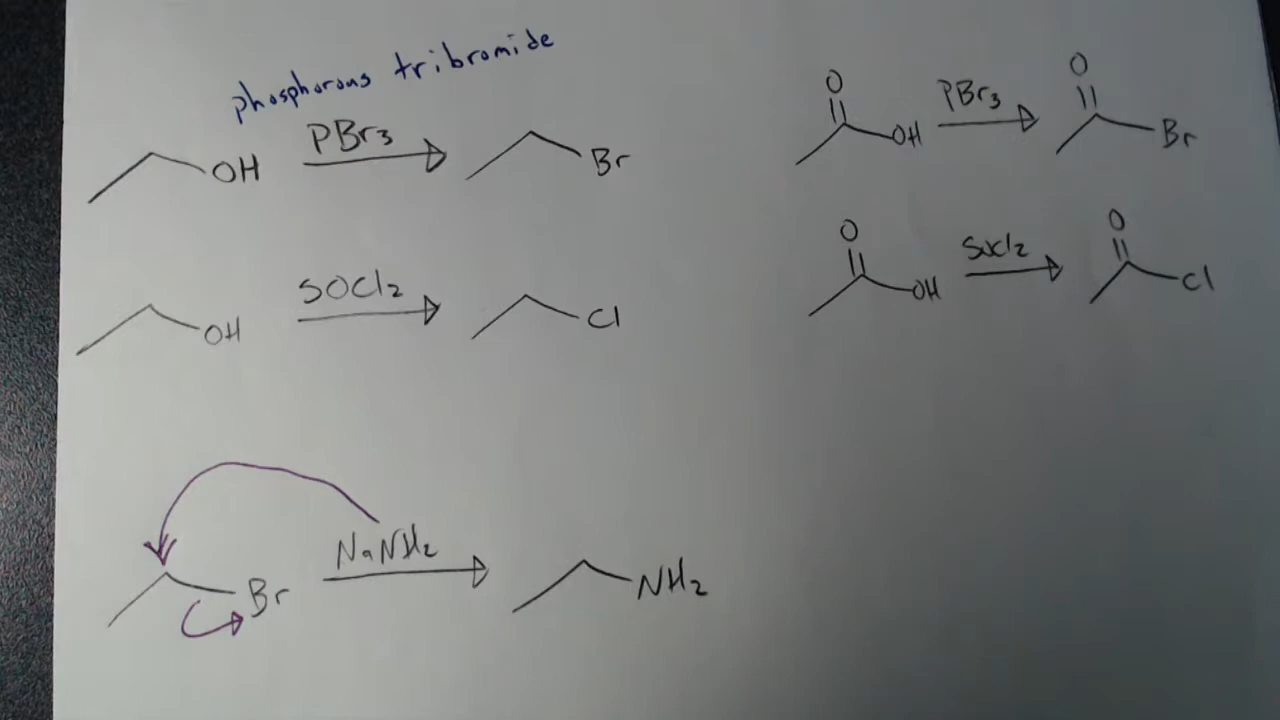 phosphorous tribromide
OH PBr₃ Br
OH SOCl₂ Cl
Br NaNH₂ NH₂
O O
OH PBr₃ Br
O O
OH SOCl₂ Cl